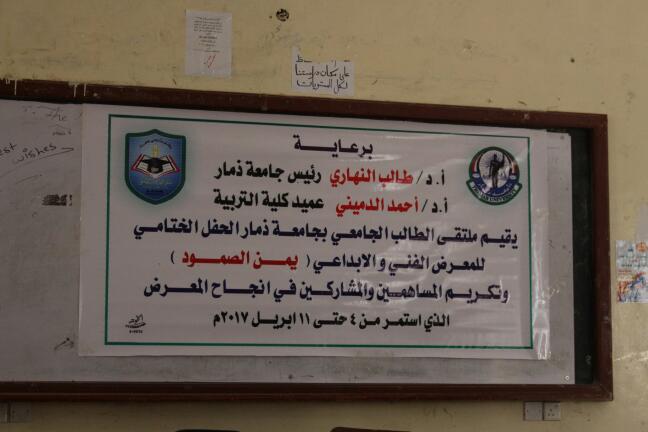 برعاية
أ.د/ طالب النهاري رئيس جامعة ذمار
أ.د/ أحمد الدميني عميد كلية التربية
يقيم ملتقى الطالب الجامعي بجامعة ذمار الحفل الختامي
للمعرض الفني والابداعي ( يمن الصمود )
وتكريم المساهمين والمشاركين في انجاح المعرض
الذي استمر من ٤ حتى ١١ ابريل ٢٠١٧م
لكل
wishes